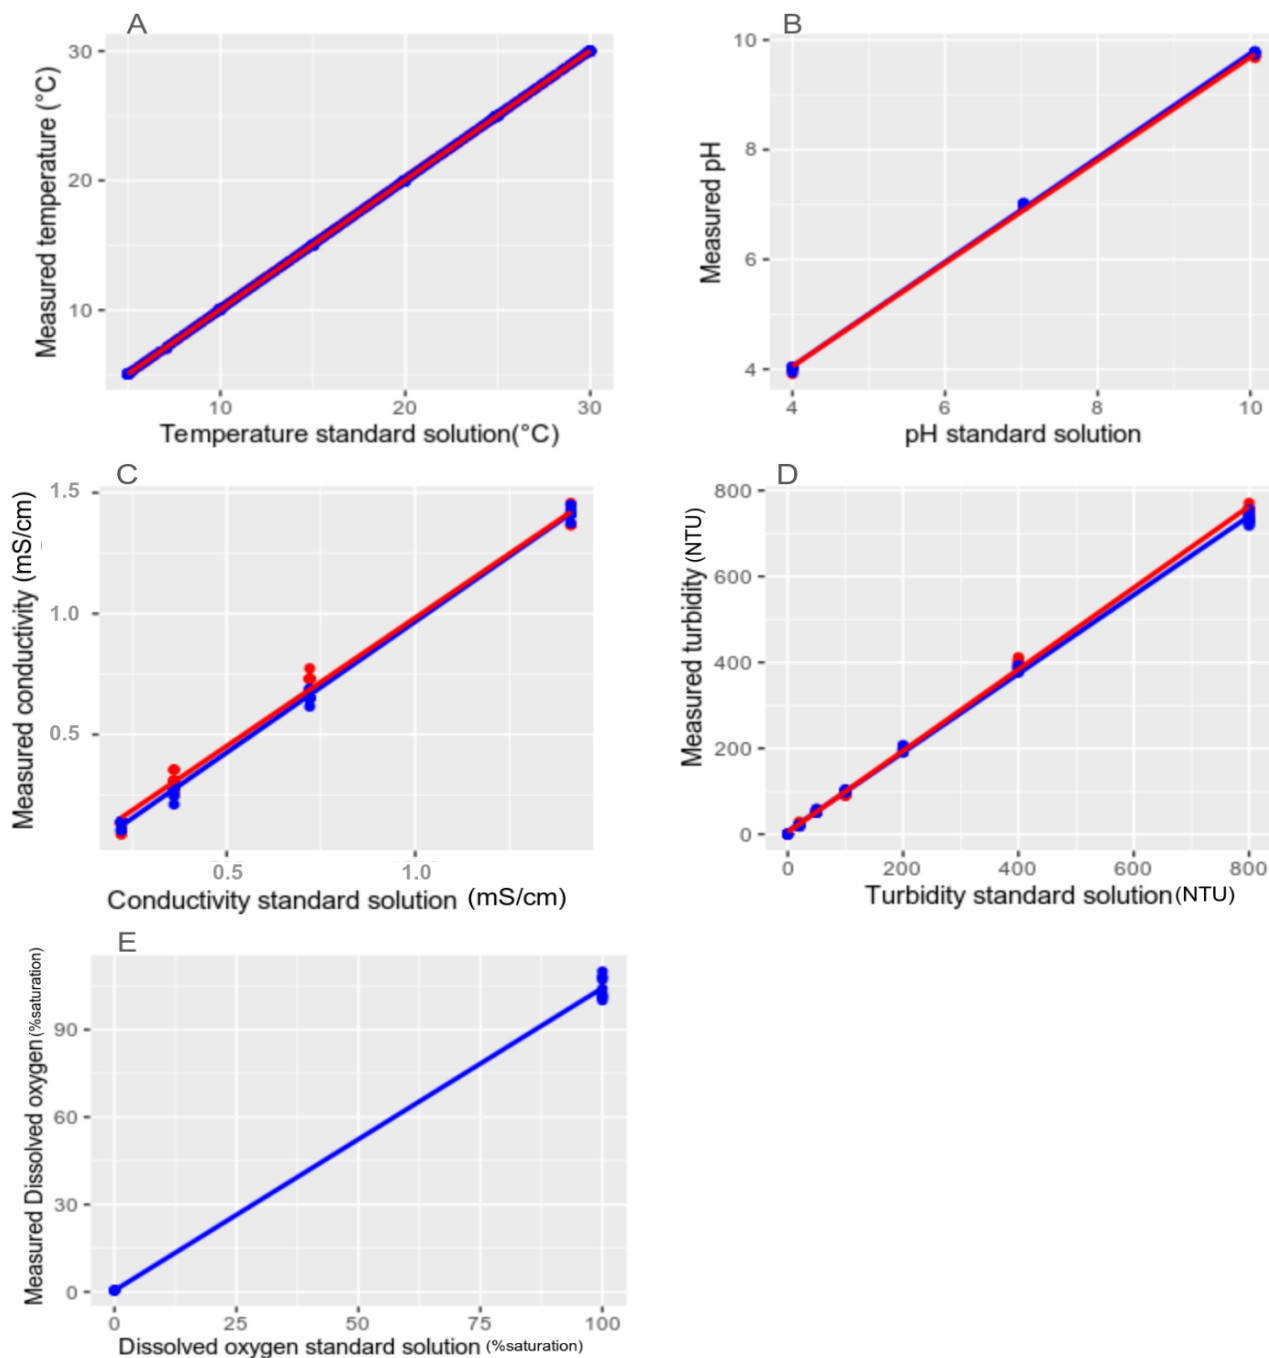 A
Measured temperature (°C)
30
20
10
10 20 30
Temperature standard solution(°C)
B
Measured pH
10
8
6
4
4 6 8 10
pH standard solution
C
Measured conductivity (mS/cm)
1.5
1.0
0.5
0.5 1.0
Conductivity standard solution (mS/cm)
D
Measured turbidity (NTU)
800
600
400
200
0
0 200 400 600 800
Turbidity standard solution(NTU)
E
Measured Dissolved oxygen(%saturation)
90
60
30
0
0 25 50 75 100
Dissolved oxygen standard solution (%saturation)